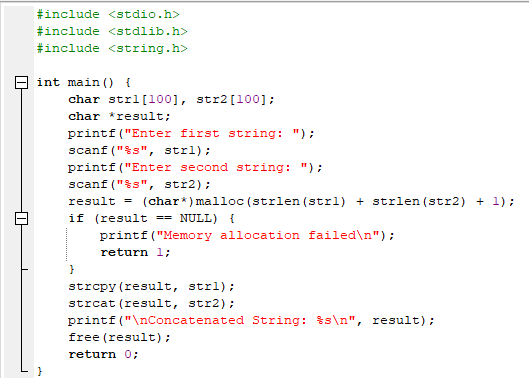 #include <stdio.h>
#include <stdlib.h>
#include <string.h>

int main() {
    char str1[100], str2[100];
    char *result;
    printf("Enter first string: ");
    scanf("%s", str1);
    printf("Enter second string: ");
    scanf("%s", str2);
    result = (char*)malloc(strlen(str1) + strlen(str2) + 1);
    if (result == NULL) {
        printf("Memory allocation failed\n");
        return 1;
    }
    strcpy(result, str1);
    strcat(result, str2);
    printf("\nConcatenated String: %s\n", result);
    free(result);
    return 0;
}